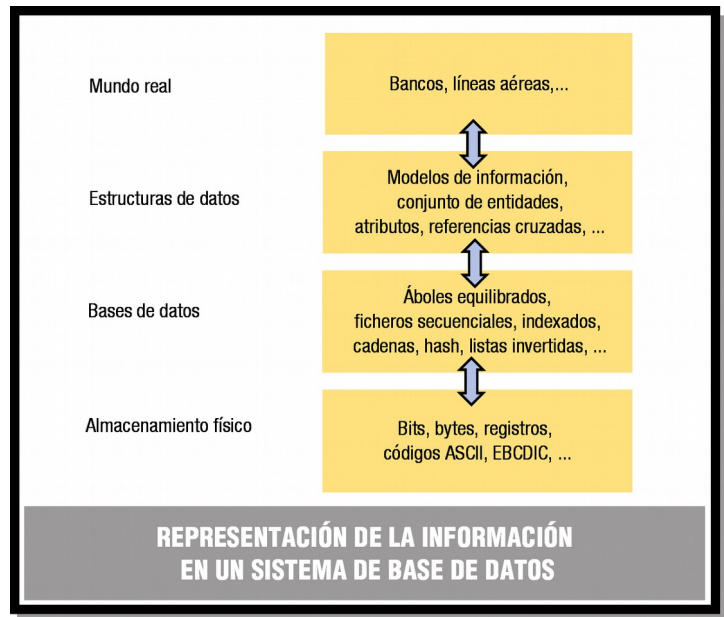 Mundo real
Bancos, líneas aéreas,...
Estructuras de datos
Modelos de información,
conjunto de entidades,
atributos, referencias cruzadas, ...
Bases de datos
Áboles equilibrados,
ficheros secuenciales, indexados,
cadenas, hash, listas invertidas, ...
Almacenamiento físico
Bits, bytes, registros,
códigos ASCII, EBCDIC, ...
REPRESENTACIÓN DE LA INFORMACIÓN
EN UN SISTEMA DE BASE DE DATOS